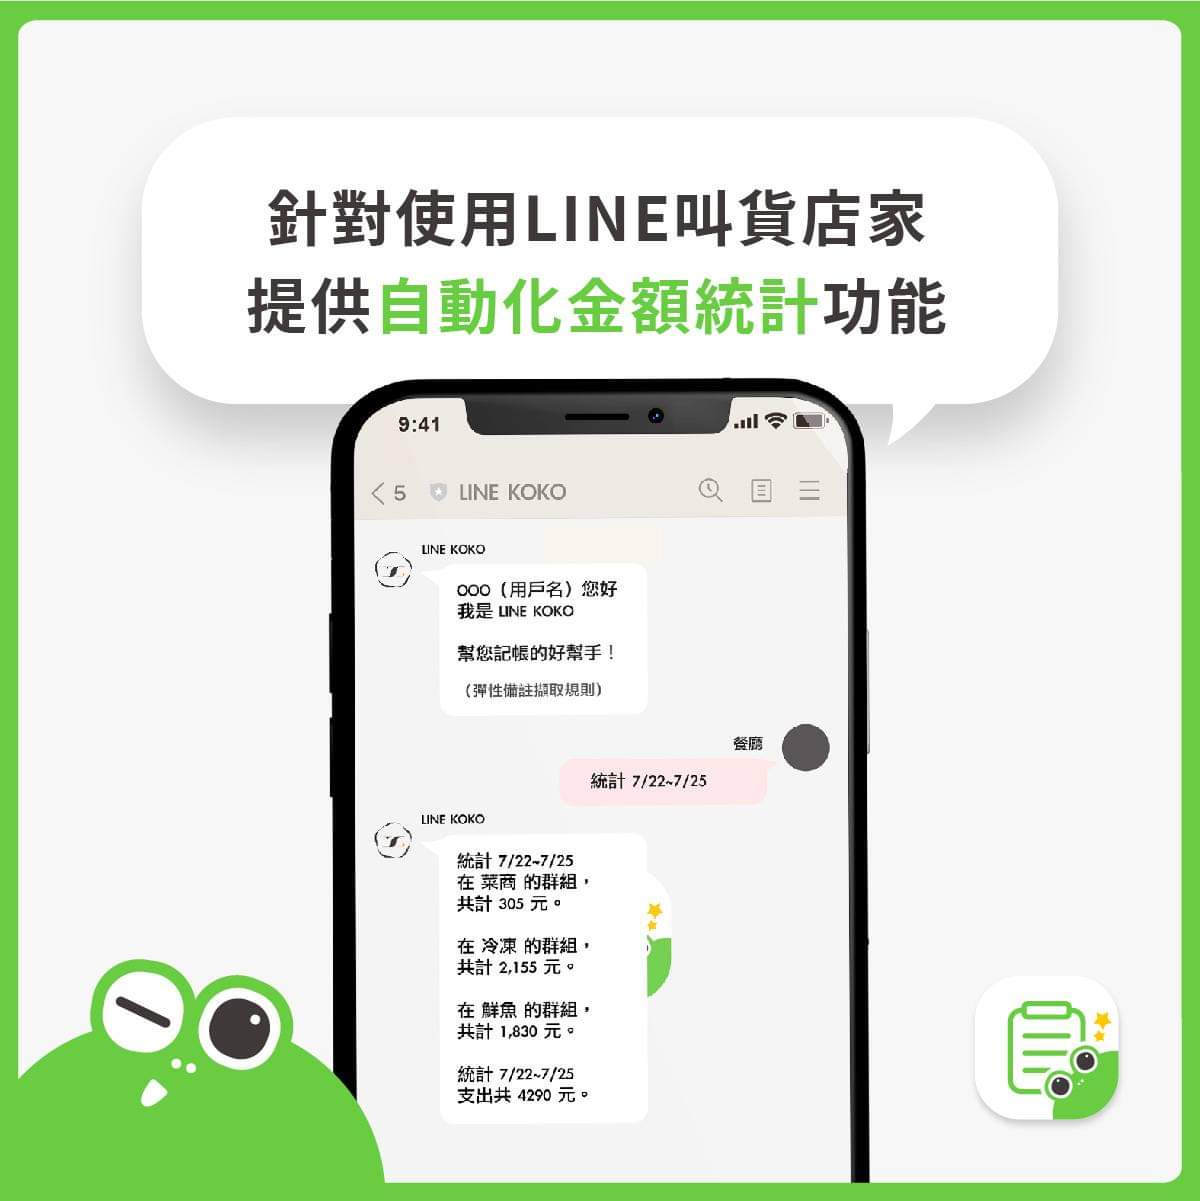 針對使用LINE叫貨店家
提供自動化金額統計功能
9:41
5 LINE KOKO
LINE KOKO
OOO（用戶名）您好
我是 LINE KOKO
幫您記帳的好幫手！
（彈性備註擷取規則）
餐廳
統計 7/22~7/25
LINE KOKO
統計 7/22~7/25
在 菜商 的群組，
共計 305 元。
在 冷凍 的群組，
共計 2,155 元。
在 鮮魚 的群組，
共計 1,830 元。
統計 7/22~7/25
支出共 4290 元。